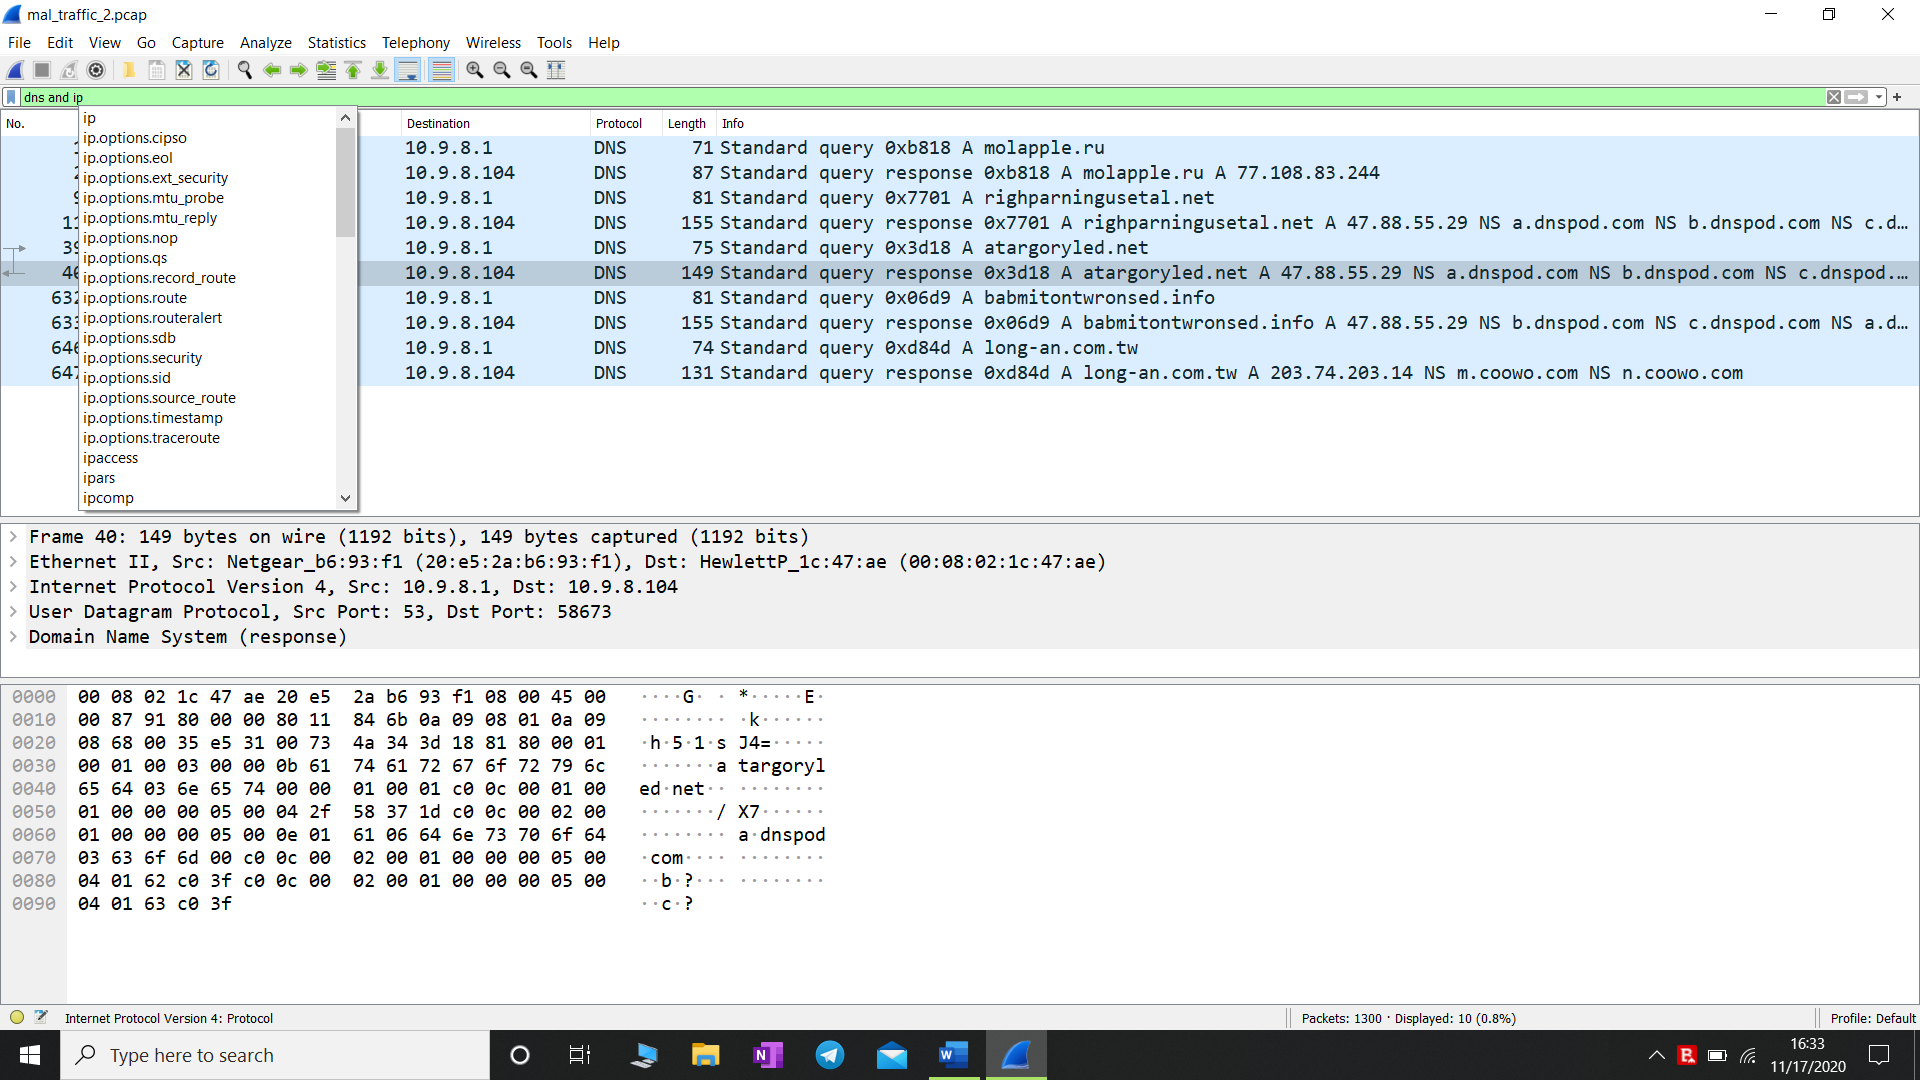 mal_traffic_2.pcap
File Edit View Go Capture Analyze Statistics Telephony Wireless Tools Help
dns and ip
No. Destination Protocol Length Info
10.9.8.1 DNS 71 Standard query 0xb818 A molapple.ru
10.9.8.104 DNS 87 Standard query response 0xb818 A molapple.ru A 77.108.83.244
10.9.8.1 DNS 81 Standard query 0x7701 A righparningusetal.net
11 10.9.8.104 DNS 155 Standard query response 0x7701 A righparningusetal.net A 47.88.55.29 NS a.dnspod.com NS b.dnspod.com NS c.d…
39 10.9.8.1 DNS 75 Standard query 0x3d18 A atargoryled.net
40 10.9.8.104 DNS 149 Standard query response 0x3d18 A atargoryled.net A 47.88.55.29 NS a.dnspod.com NS b.dnspod.com NS c.dnspod.…
632 10.9.8.1 DNS 81 Standard query 0x06d9 A babmitontwronsed.info
633 10.9.8.104 DNS 155 Standard query response 0x06d9 A babmitontwronsed.info A 47.88.55.29 NS b.dnspod.com NS c.dnspod.com NS a.d…
646 10.9.8.1 DNS 74 Standard query 0xd84d A long-an.com.tw
647 10.9.8.104 DNS 131 Standard query response 0xd84d A long-an.com.tw A 203.74.203.14 NS m.coowo.com NS n.coowo.com
ip
ip.options.cipso
ip.options.eol
ip.options.ext_security
ip.options.mtu_probe
ip.options.mtu_reply
ip.options.nop
ip.options.qs
ip.options.record_route
ip.options.route
ip.options.routeralert
ip.options.sdb
ip.options.security
ip.options.sid
ip.options.source_route
ip.options.timestamp
ip.options.traceroute
ipaccess
ipars
ipcomp
Frame 40: 149 bytes on wire (1192 bits), 149 bytes captured (1192 bits)
Ethernet II, Src: Netgear_b6:93:f1 (20:e5:2a:b6:93:f1), Dst: HewlettP_1c:47:ae (00:08:02:1c:47:ae)
Internet Protocol Version 4, Src: 10.9.8.1, Dst: 10.9.8.104
User Datagram Protocol, Src Port: 53, Dst Port: 58673
Domain Name System (response)
0000 00 08 02 1c 47 ae 20 e5 2a b6 93 f1 08 00 45 00 ····G· · *·····E·
0010 00 87 91 80 00 00 80 11 84 6b 0a 09 08 01 0a 09 ········ ·k······
0020 08 68 00 35 e5 31 00 73 4a 34 3d 18 81 80 00 01 ·h·5·1·s J4=·····
0030 00 01 00 03 00 00 0b 61 74 61 72 67 6f 72 79 6c ·······a targoryl
0040 65 64 03 6e 65 74 00 00 01 00 01 c0 0c 00 01 00 ed·net·· ········
0050 01 00 00 00 05 00 04 2f 58 37 1d c0 0c 00 02 00 ·······/ X7······
0060 01 00 00 00 05 00 0e 01 61 06 64 6e 73 70 6f 64 ········ a·dnspod
0070 03 63 6f 6d 00 c0 0c 00 02 00 01 00 00 00 05 00 ·com···· ········
0080 04 01 62 c0 3f c0 0c 00 02 00 01 00 00 00 05 00 ··b·?··· ········
0090 04 01 63 c0 3f ··c·?
Internet Protocol Version 4: Protocol Packets: 1300 · Displayed: 10 (0.8%) Profile: Default
Type here to search
16:33
11/17/2020